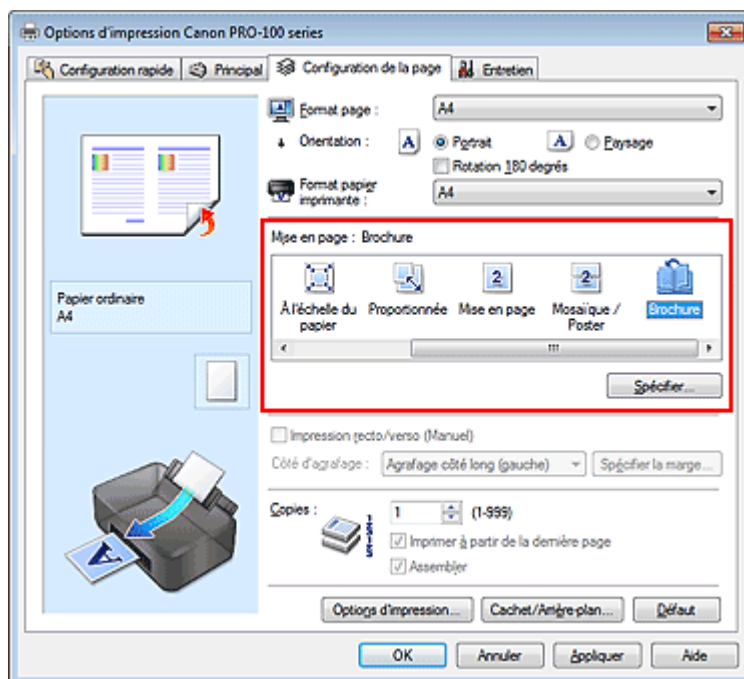 Options d'impression Canon PRO-100 series
Configuration rapide Principal Configuration de la page Entretien
Format page : A4
Orientation : A Portrait A Paysage
Rotation 180 degrés
Format papier
imprimante : A4
Mise en page : Brochure
À l'échelle du
papier
Proportionnée
2
Mise en page
2
Mosaïque /
Poster
Brochure
Spécifier...
Papier ordinaire
A4
Impression recto/verso (Manuel)
Côté d'agrafage : Agrafage côté long (gauche) Spécifier la marge...
Copies : 1 (1-999)
Imprimer à partir de la dernière page
Assembler
A
Options d'impression... Cachet/Arrière-plan... Défaut
OK Annuler Appliquer Aide